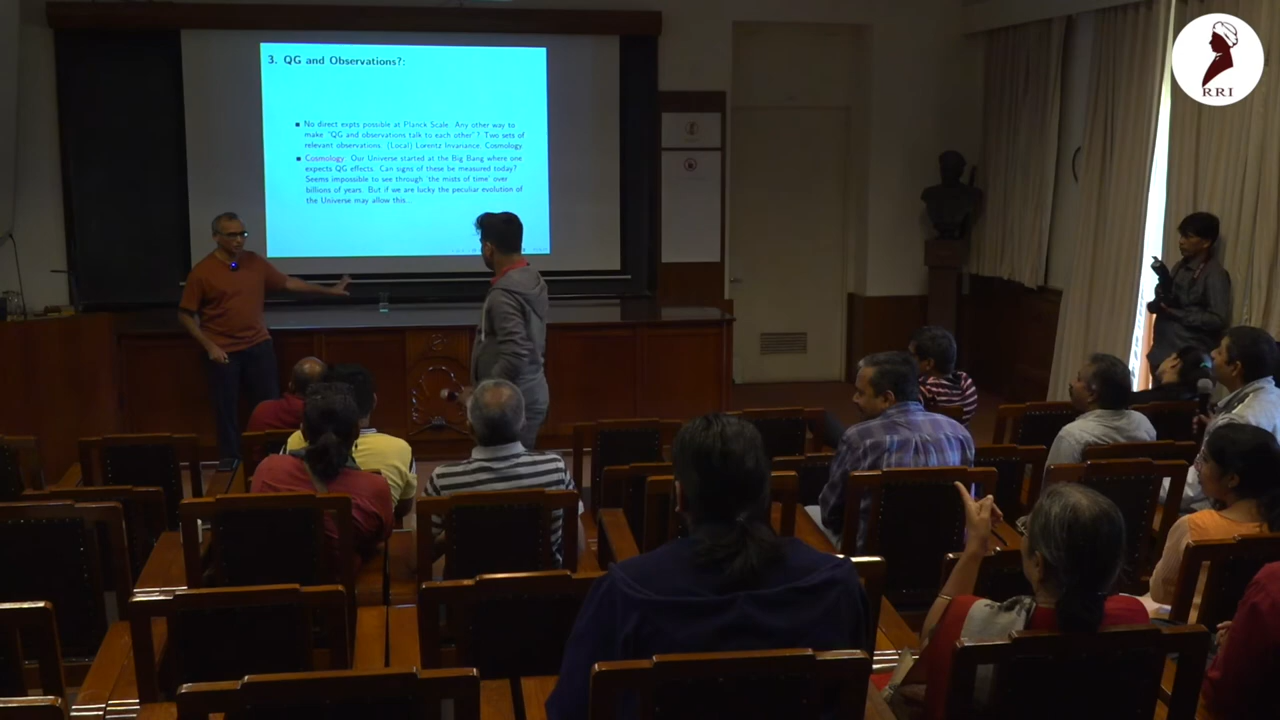 3. QG and Observations?:
No direct expts possible at Planck Scale. Any other way to
make "QG and observations talk to each other"? Two sets of
relevant observations. (Local) Lorentz Invariance, Cosmology
Cosmology: Our Universe started at the Big Bang where one
expects QG effects. Can signs of these be measured today?
Seems impossible to see through 'the mists of time' over
billions of years. But if we are lucky the peculiar evolution of
the Universe may allow this...
RRI